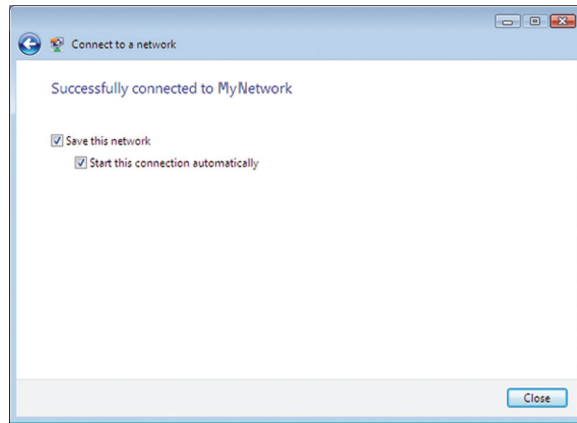 Connect to a network
Successfully connected to MyNetwork
Save this network
Start this connection automatically
Close